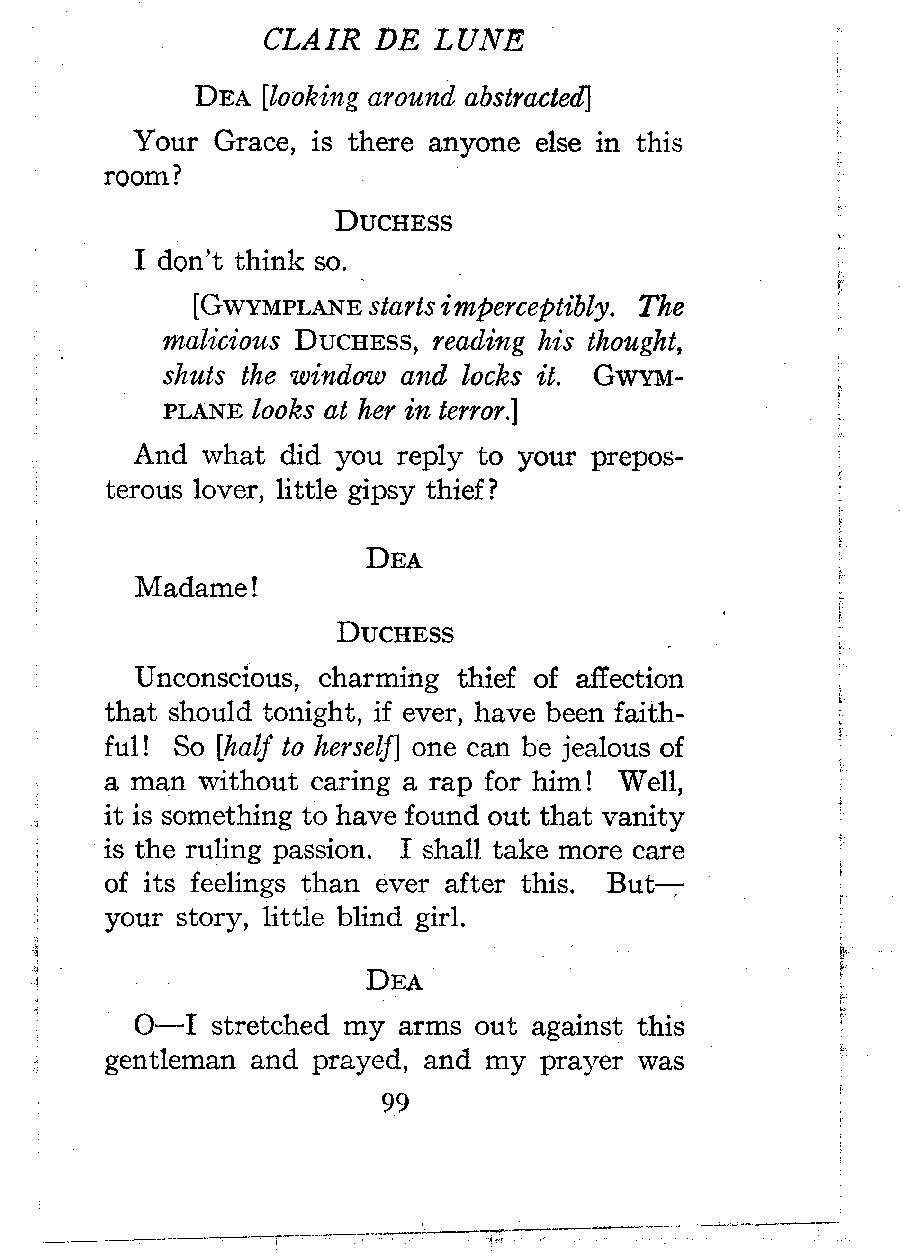 CLAIR DE LUNE
DEA [looking around abstracted]
Your Grace, is there anyone else in this
room?
DUCHESS
I don't think so.
[GWYMPLANE starts imperceptibly. The
malicious DUCHESS, reading his thought,
shuts the window and locks it. GWYM-
PLANE looks at her in terror.]
And what did you reply to your prepos-
terous lover, little gipsy thief?
DEA
Madame!
DUCHESS
Unconscious, charming thief of affection
that should tonight, if ever, have been faith-
ful! So [half to herself] one can be jealous of
a man without caring a rap for him! Well,
it is something to have found out that vanity
is the ruling passion. I shall take more care
of its feelings than ever after this. But—
your story, little blind girl.
DEA
O—I stretched my arms out against this
gentleman and prayed, and my prayer was
99